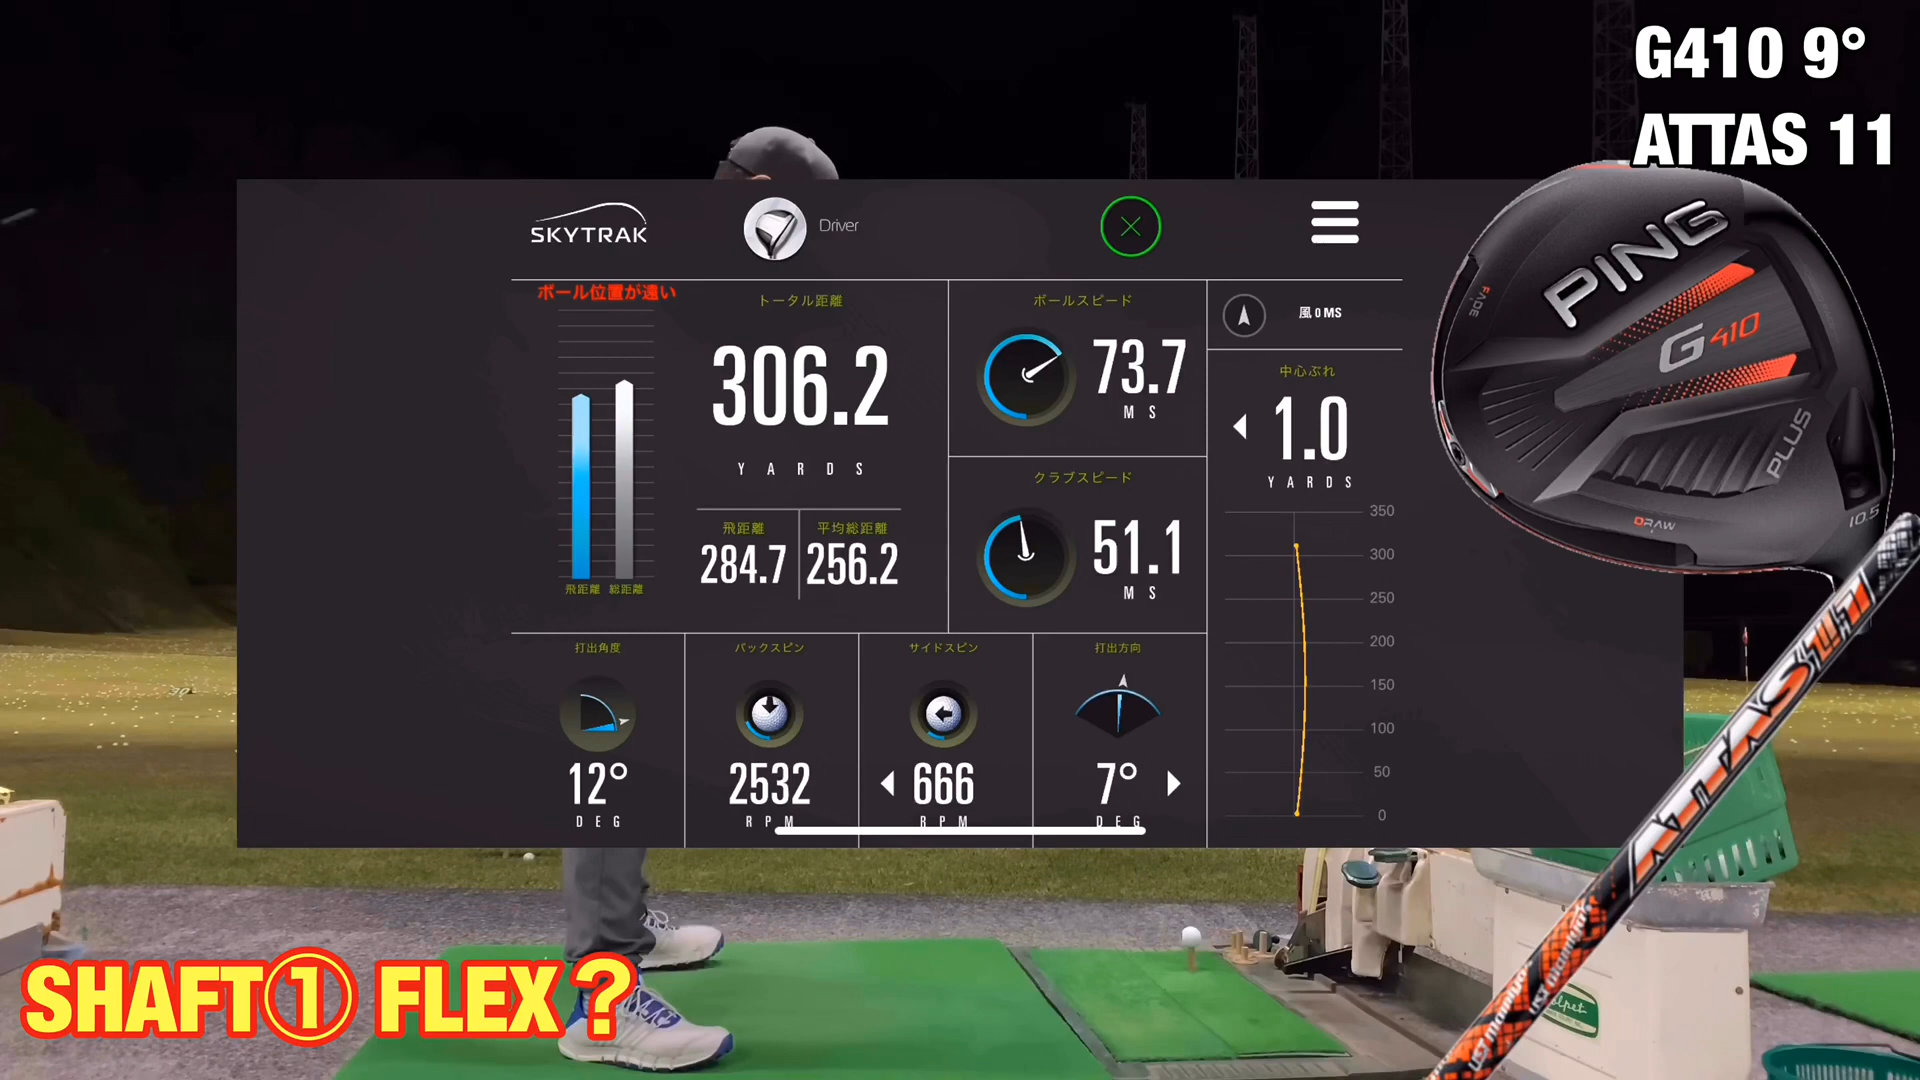 G410 9°
ATTAS 11
SKYTRAK
Driver
ボール位置が遠い
トータル距離
306.2
YARDS
飛距離
284.7
平均総距離
256.2
飛距離 総距離
ボールスピード
73.7
MS
クラブスピード
51.1
MS
風 0 MS
中心ぶれ
1.0
YARDS
350
300
250
200
150
100
50
0
打出角度
12°
DEG
バックスピン
2532
RPM
サイドスピン
666
RPM
打出方向
7°
DEG
PING
G410
PLUS
FADE
DRAW
10.5
ATTAS
UST Mamiya
SHAFT① FLEX?